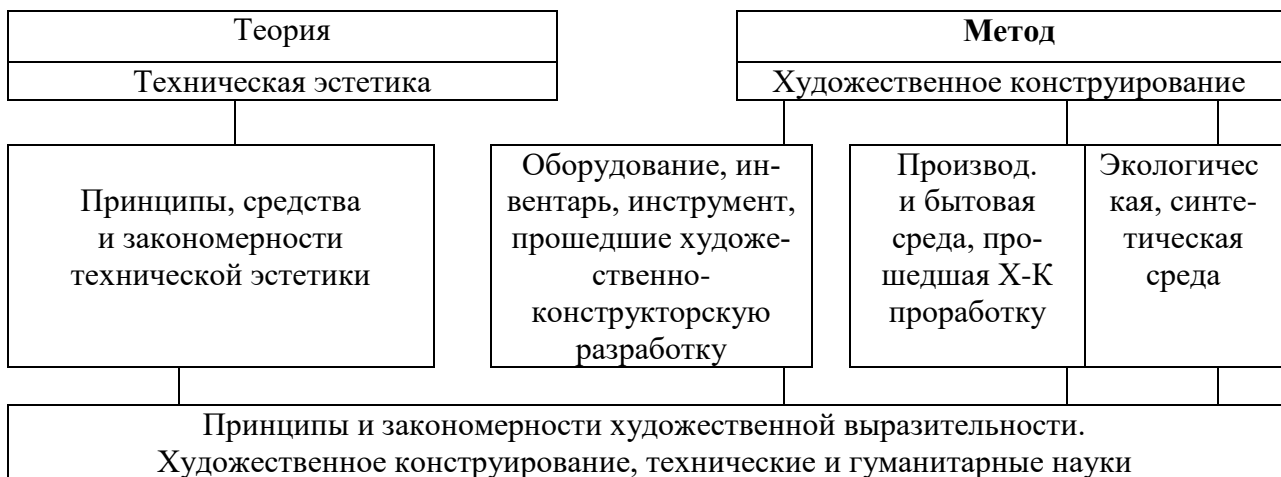 Теория
Техническая эстетика
Метод
Художественное конструирование
Принципы, средства
и закономерности
технической эстетики
Оборудование, ин-
вентарь, инструмент,
прошедшие художе-
ственно-
конструкторскую
разработку
Производ.
и бытовая
среда, про-
шедшая Х-К
проработку
Экологичес
кая, синте-
тическая
среда
Принципы и закономерности художественной выразительности.
Художественное конструирование, технические и гуманитарные науки